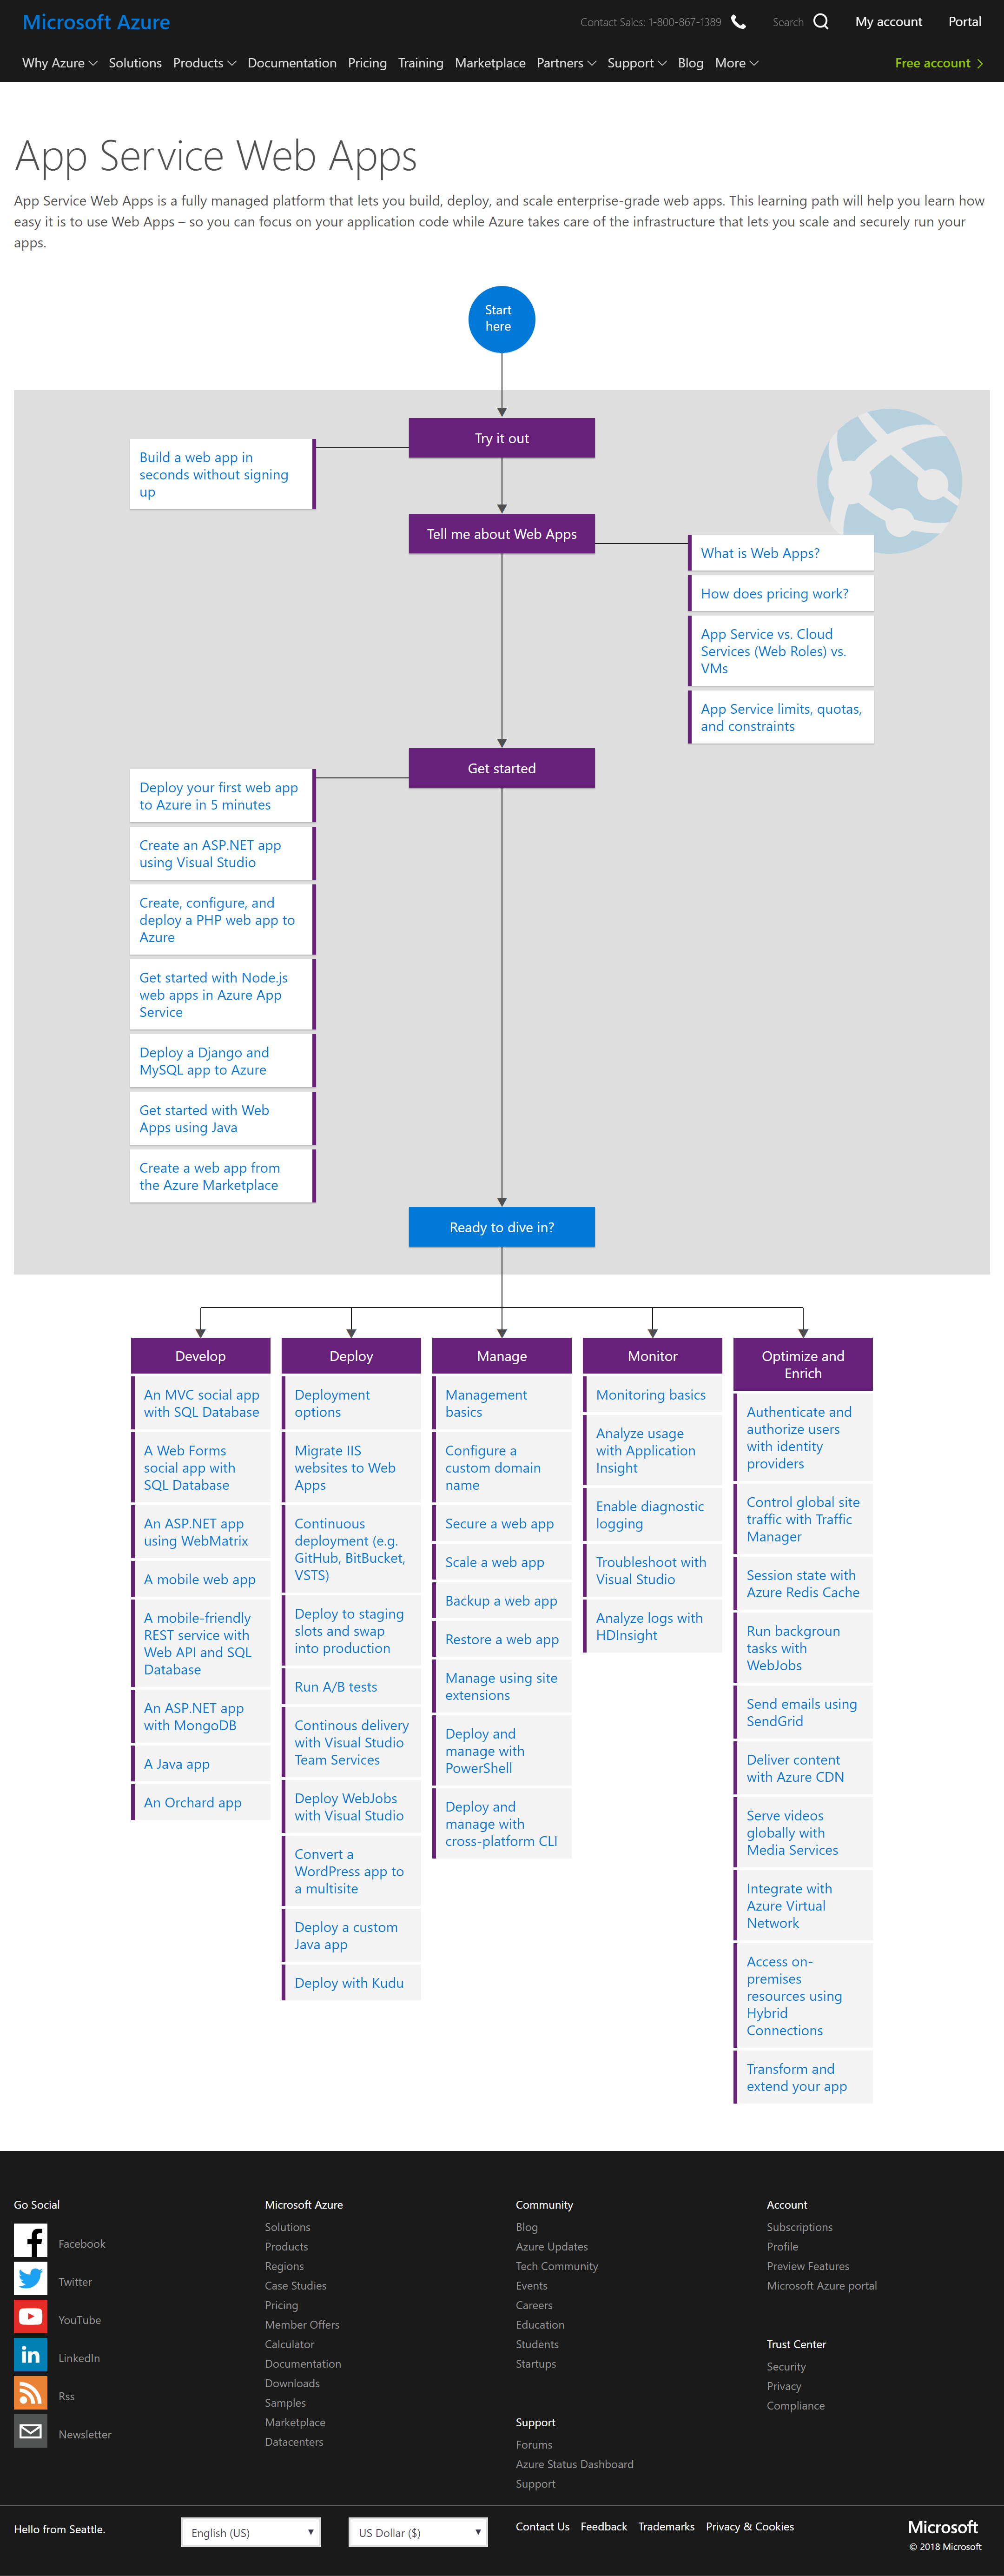 Microsoft Azure
Contact Sales: 1-800-867-1389
Search
My account
Portal
Why Azure
Solutions
Products
Documentation
Pricing
Training
Marketplace
Partners
Support
Blog
More
Free account
App Service Web Apps
App Service Web Apps is a fully managed platform that lets you build, deploy, and scale enterprise-grade web apps. This learning path will help you learn how
easy it is to use Web Apps – so you can focus on your application code while Azure takes care of the infrastructure that lets you scale and securely run your
apps.
Start
here
Try it out
Build a web app in
seconds without signing
up
Tell me about Web Apps
What is Web Apps?
How does pricing work?
App Service vs. Cloud
Services (Web Roles) vs.
VMs
App Service limits, quotas,
and constraints
Get started
Deploy your first web app
to Azure in 5 minutes
Create an ASP.NET app
using Visual Studio
Create, configure, and
deploy a PHP web app to
Azure
Get started with Node.js
web apps in Azure App
Service
Deploy a Django and
MySQL app to Azure
Get started with Web
Apps using Java
Create a web app from
the Azure Marketplace
Ready to dive in?
Develop
An MVC social app
with SQL Database
A Web Forms
social app with
SQL Database
An ASP.NET app
using WebMatrix
A mobile web app
A mobile-friendly
REST service with
Web API and SQL
Database
An ASP.NET app
with MongoDB
A Java app
An Orchard app
Deploy
Deployment
options
Migrate IIS
websites to Web
Apps
Continuous
deployment (e.g.
GitHub, BitBucket,
VSTS)
Deploy to staging
slots and swap
into production
Run A/B tests
Continous delivery
with Visual Studio
Team Services
Deploy WebJobs
with Visual Studio
Convert a
WordPress app to
a multisite
Deploy a custom
Java app
Deploy with Kudu
Manage
Management
basics
Configure a
custom domain
name
Secure a web app
Scale a web app
Backup a web app
Restore a web app
Manage using site
extensions
Deploy and
manage with
PowerShell
Deploy and
manage with
cross-platform CLI
Monitor
Monitoring basics
Analyze usage
with Application
Insight
Enable diagnostic
logging
Troubleshoot with
Visual Studio
Analyze logs with
HDInsight
Optimize and
Enrich
Authenticate and
authorize users
with identity
providers
Control global site
traffic with Traffic
Manager
Session state with
Azure Redis Cache
Run backgroun
tasks with
WebJobs
Send emails using
SendGrid
Deliver content
with Azure CDN
Serve videos
globally with
Media Services
Integrate with
Azure Virtual
Network
Access on-
premises
resources using
Hybrid
Connections
Transform and
extend your app
Go Social
Facebook
Twitter
YouTube
LinkedIn
Rss
Newsletter
Microsoft Azure
Solutions
Products
Regions
Case Studies
Pricing
Member Offers
Calculator
Documentation
Downloads
Samples
Marketplace
Datacenters
Community
Blog
Azure Updates
Tech Community
Events
Careers
Education
Students
Startups
Support
Forums
Azure Status Dashboard
Support
Account
Subscriptions
Profile
Preview Features
Microsoft Azure portal
Trust Center
Security
Privacy
Compliance
Hello from Seattle.
English (US)
US Dollar ($)
Contact Us
Feedback
Trademarks
Privacy & Cookies
Microsoft
© 2018 Microsoft